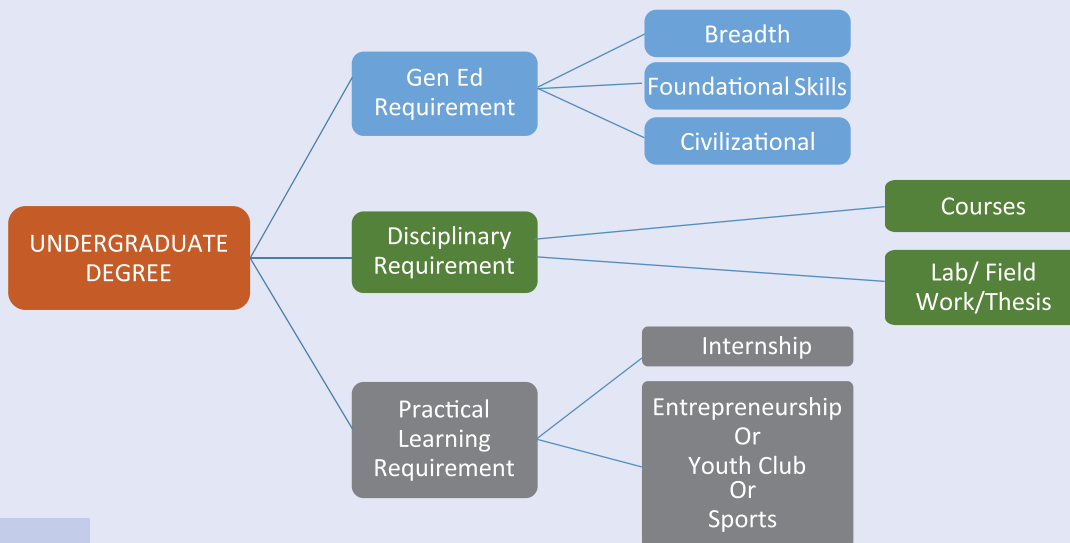 UNDERGRADUATE
DEGREE
Gen Ed
Requirement
Breadth
Foundational Skills
Civilizational
Disciplinary
Requirement
Courses
Lab/ Field
Work/Thesis
Practical
Learning
Requirement
Internship
Entrepreneurship
Or
Youth Club
Or
Sports